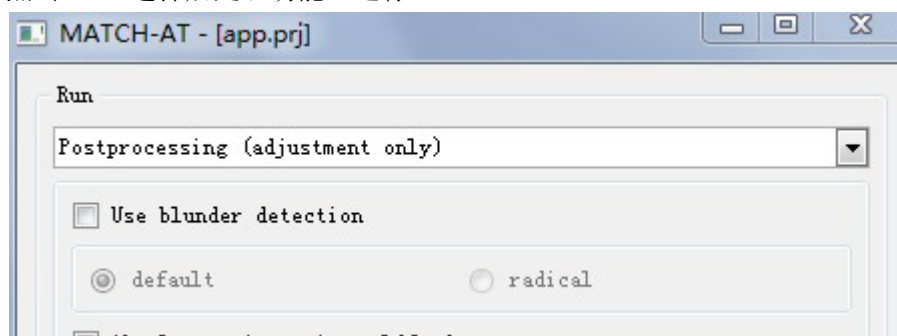 MATCH-AT - [app.prj]
Run
Postprocessing (adjustment only)
Use blunder detection
default radical